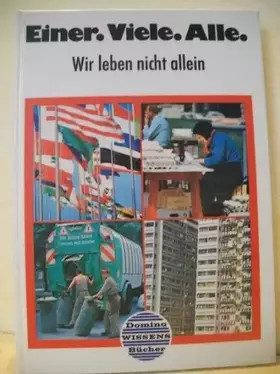 Einer. Viele. Alle.
Wir leben nicht allein
Domino
WISSENS
Bücher